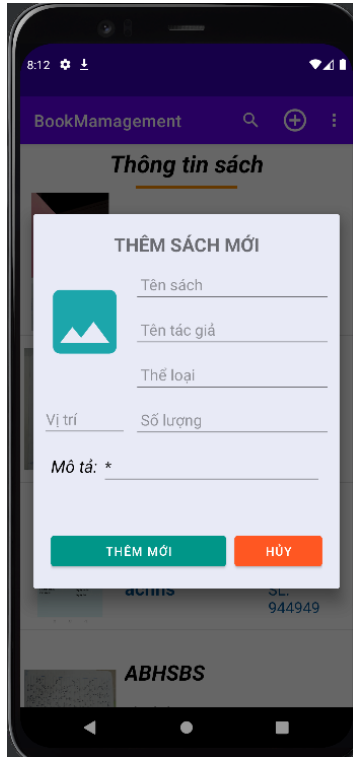 8:12
BookMamagement
Thông tin sách
THÊM SÁCH MỚI
Tên sách
Tên tác giả
Thể loại
Vị trí
Số lượng
Mô tả: *
THÊM MỚI
HỦY
SL:
944949
ABHSBS